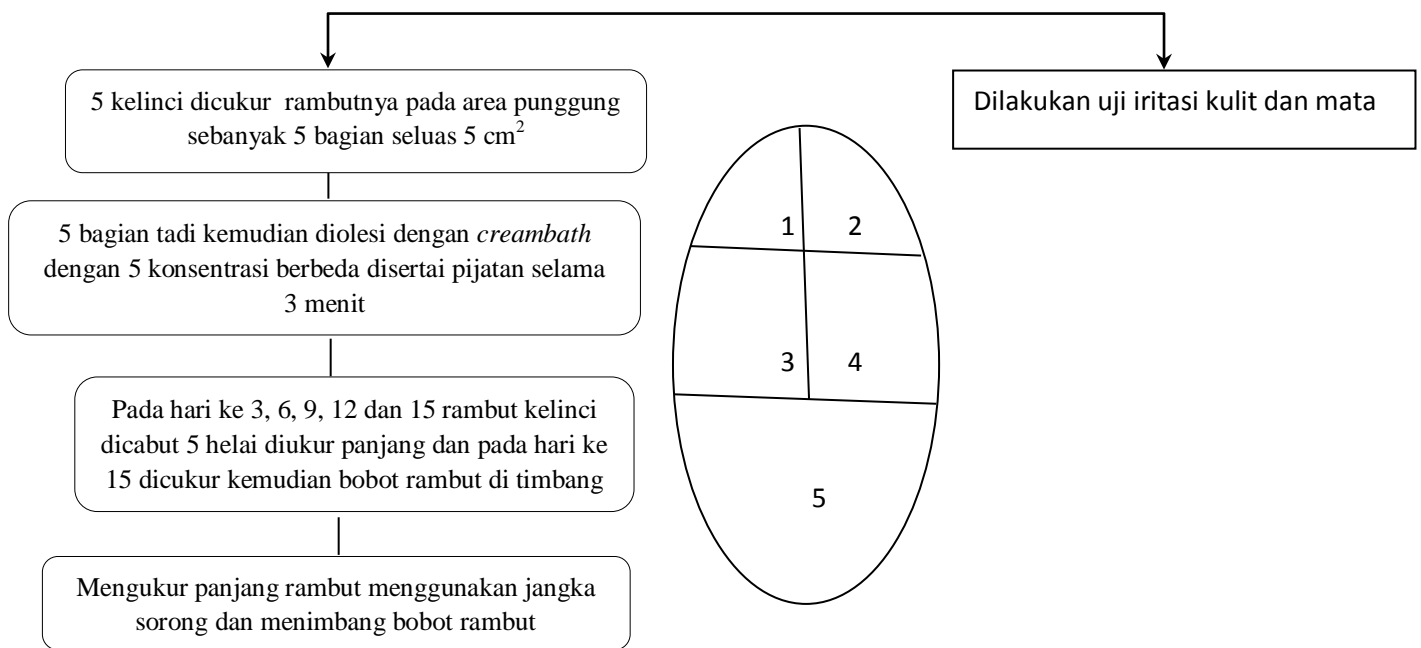 5 kelinci dicukur rambutnya pada area punggung
sebanyak 5 bagian seluas 5 cm²
5 bagian tadi kemudian diolesi dengan creambath
dengan 5 konsentrasi berbeda disertai pijatan selama
3 menit
Pada hari ke 3, 6, 9, 12 dan 15 rambut kelinci
dicabut 5 helai diukur panjang dan pada hari ke
15 dicukur kemudian bobot rambut di timbang
Mengukur panjang rambut menggunakan jangka
sorong dan menimbang bobot rambut
1 2
3 4
5
Dilakukan uji iritasi kulit dan mata